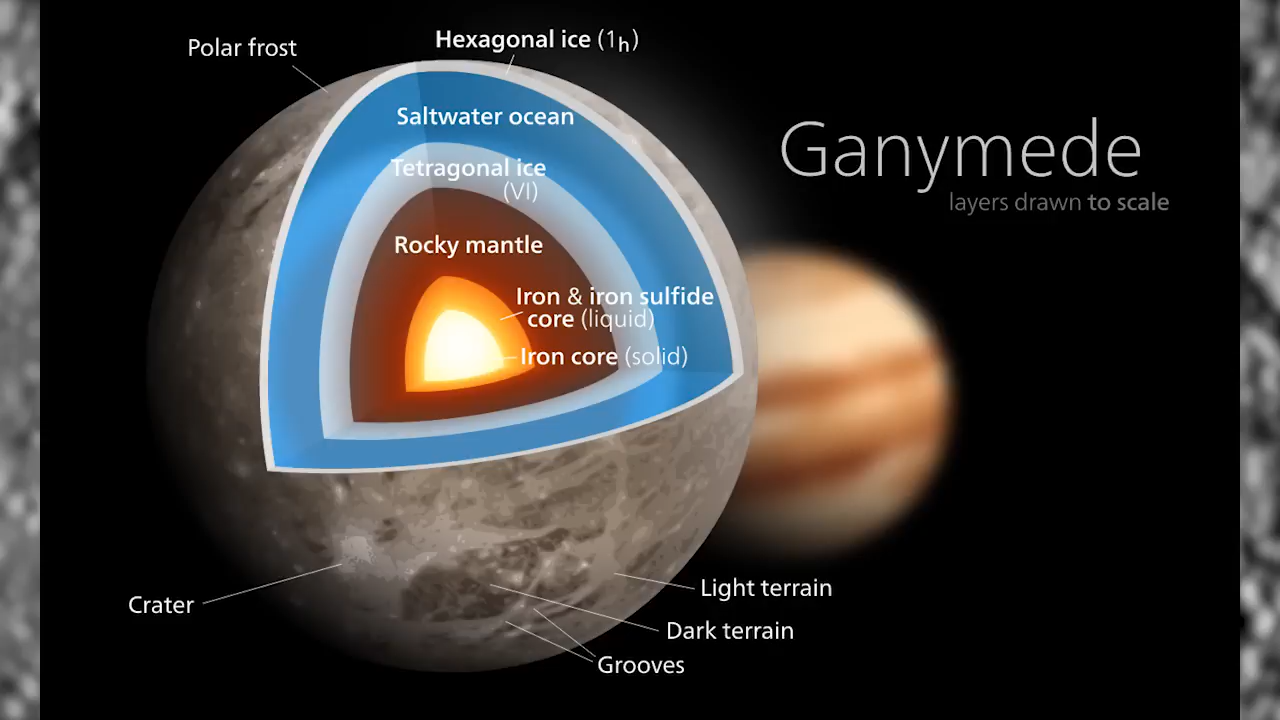 Polar frost
Hexagonal ice (1h)
Saltwater ocean
Tetragonal ice
(VI)
Rocky mantle
Iron & iron sulfide
core (liquid)
Iron core (solid)
Ganymede
layers drawn to scale
Crater
Light terrain
Dark terrain
Grooves